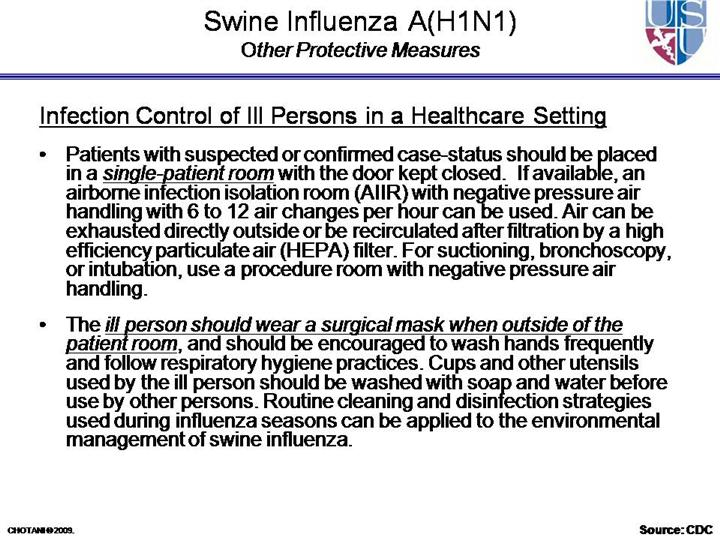 Swine Influenza A(H1N1)
Other Protective Measures
US
U
Infection Control of Ill Persons in a Healthcare Setting
• Patients with suspected or confirmed case-status should be placed
in a single-patient room with the door kept closed. If available, an
airborne infection isolation room (AIIR) with negative pressure air
handling with 6 to 12 air changes per hour can be used. Air can be
exhausted directly outside or be recirculated after filtration by a high
efficiency particulate air (HEPA) filter. For suctioning, bronchoscopy,
or intubation, use a procedure room with negative pressure air
handling.
• The ill person should wear a surgical mask when outside of the
patient room, and should be encouraged to wash hands frequently
and follow respiratory hygiene practices. Cups and other utensils
used by the ill person should be washed with soap and water before
use by other persons. Routine cleaning and disinfection strategies
used during influenza seasons can be applied to the environmental
management of swine influenza.
CHOTANI© 2009.
Source: CDC